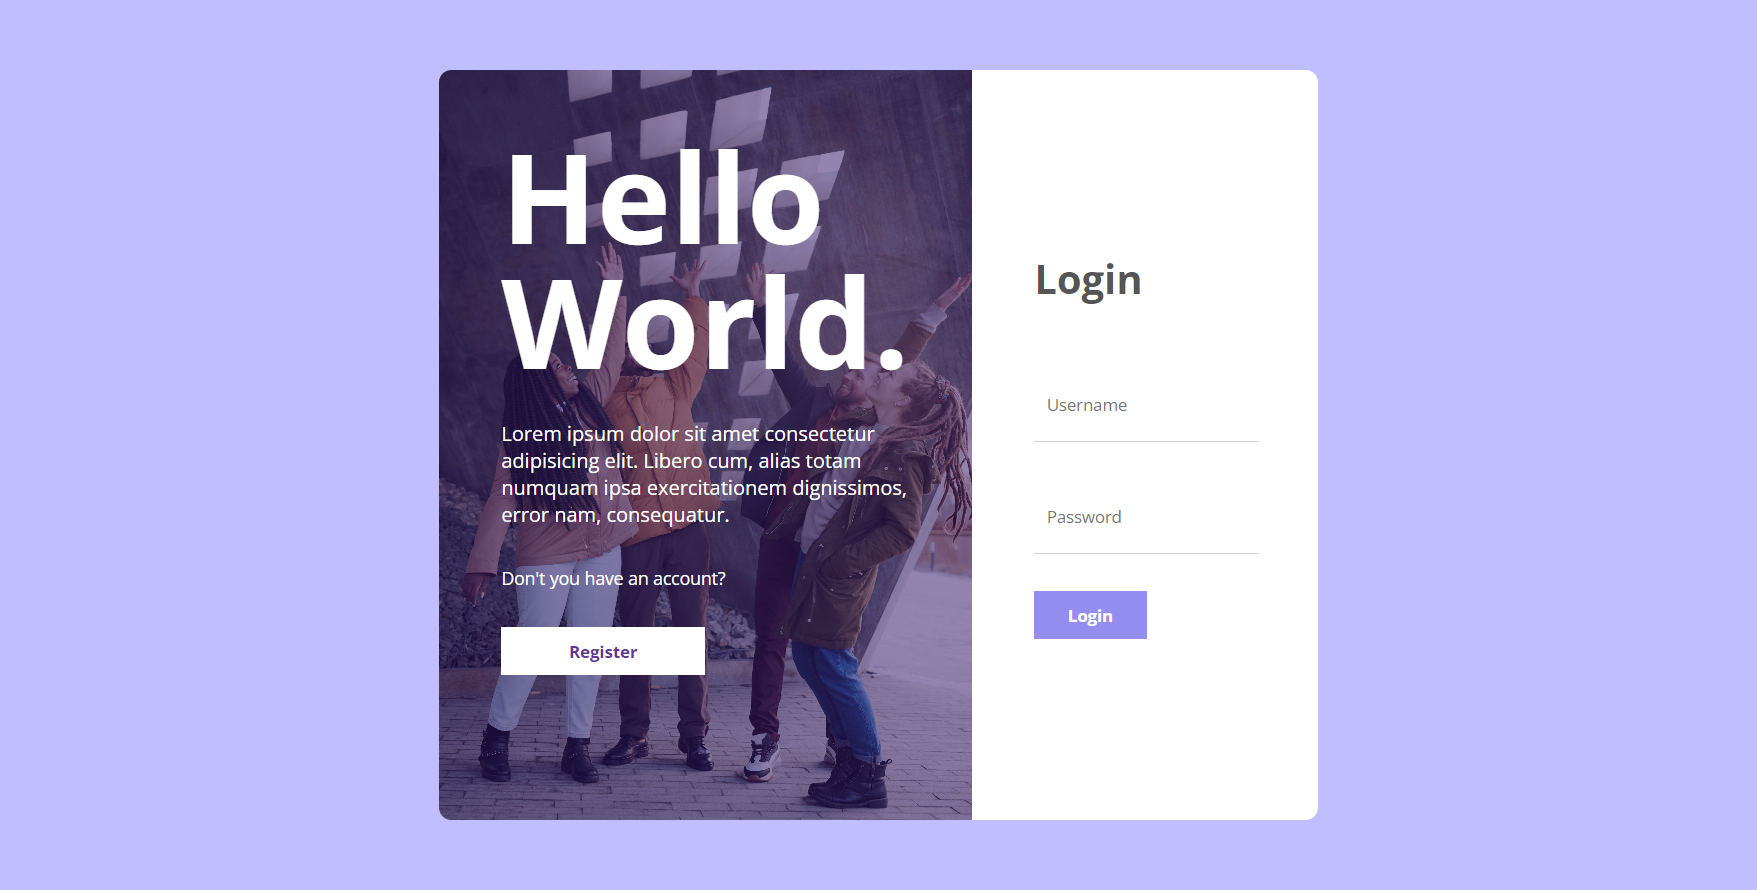 Hello
World.
Lorem ipsum dolor sit amet consectetur
adipisicing elit. Libero cum, alias totam
numquam ipsa exercitationem dignissimos,
error nam, consequatur.
Don't you have an account?
Register
Login
Username
Password
Login